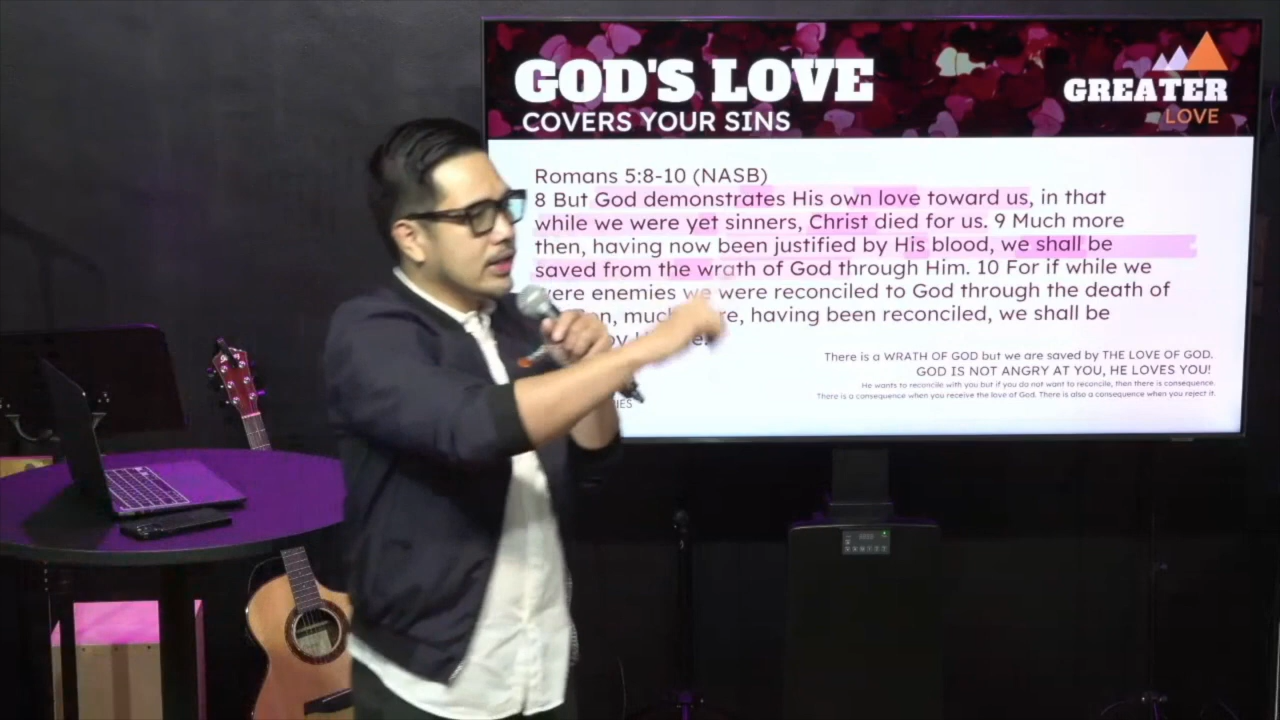 GOD'S LOVE
COVERS YOUR SINS
GREATER
LOVE
Romans 5:8-10 (NASB)
8 But God demonstrates His own love toward us, in that
while we were yet sinners, Christ died for us. 9 Much more
then, having now been justified by His blood, we shall be
saved from the wrath of God through Him. 10 For if while we
were enemies we were reconciled to God through the death of
having been reconciled, we shall be
There is a WRATH OF GOD but we are saved by THE LOVE OF GOD.
GOD IS NOT ANGRY AT YOU, HE LOVES YOU!
He wants to reconcile with you but if you do not want to reconcile, then there is consequence.
There is a consequence when you receive the love of God. There is also a consequence when you reject it.